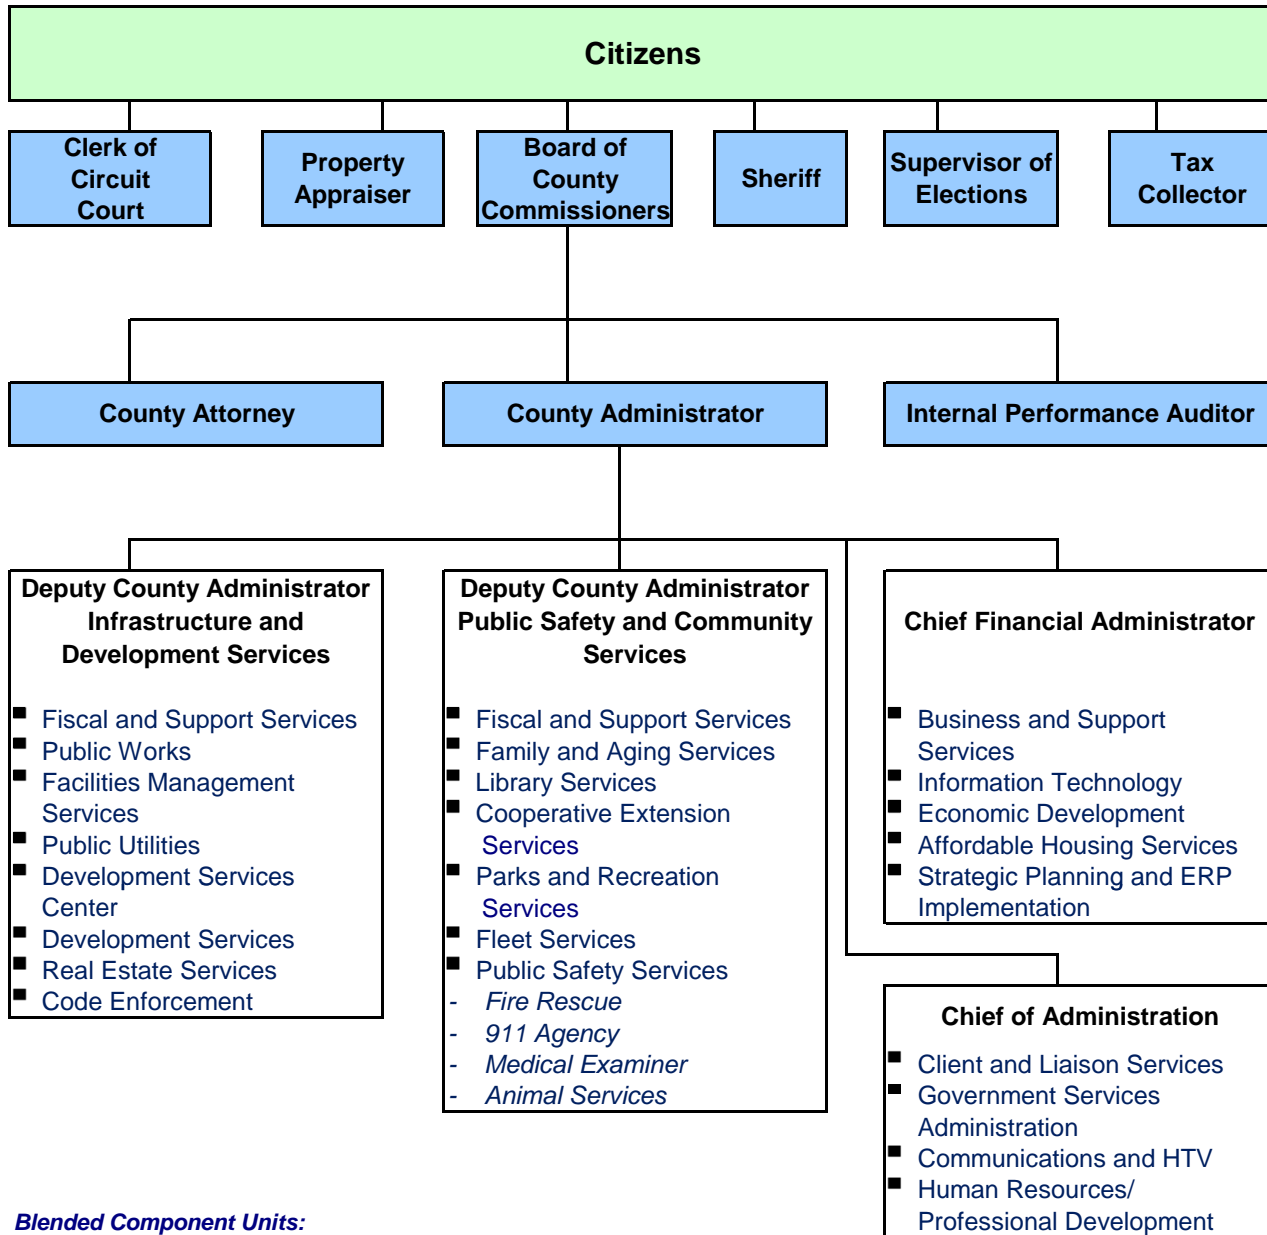 Citizens
Clerk of
Circuit
Court
Property
Appraiser
Board of
County
Commissioners
Sheriff
Supervisor of
Elections
Tax
Collector
County Attorney
County Administrator
Internal Performance Auditor
Deputy County Administrator
Infrastructure and
Development Services
■ Fiscal and Support Services
■ Public Works
■ Facilities Management
Services
■ Public Utilities
■ Development Services
Center
■ Development Services
■ Real Estate Services
■ Code Enforcement
Deputy County Administrator
Public Safety and Community
Services
■ Fiscal and Support Services
■ Family and Aging Services
■ Library Services
■ Cooperative Extension
Services
■ Parks and Recreation
Services
■ Fleet Services
■ Public Safety Services
- Fire Rescue
- 911 Agency
- Medical Examiner
- Animal Services
Chief Financial Administrator
■ Business and Support
Services
■ Information Technology
■ Economic Development
■ Affordable Housing Services
■ Strategic Planning and ERP
Implementation
Chief of Administration
■ Client and Liaison Services
■ Government Services
Administration
■ Communications and HTV
■ Human Resources/
Professional Development
Blended Component Units: